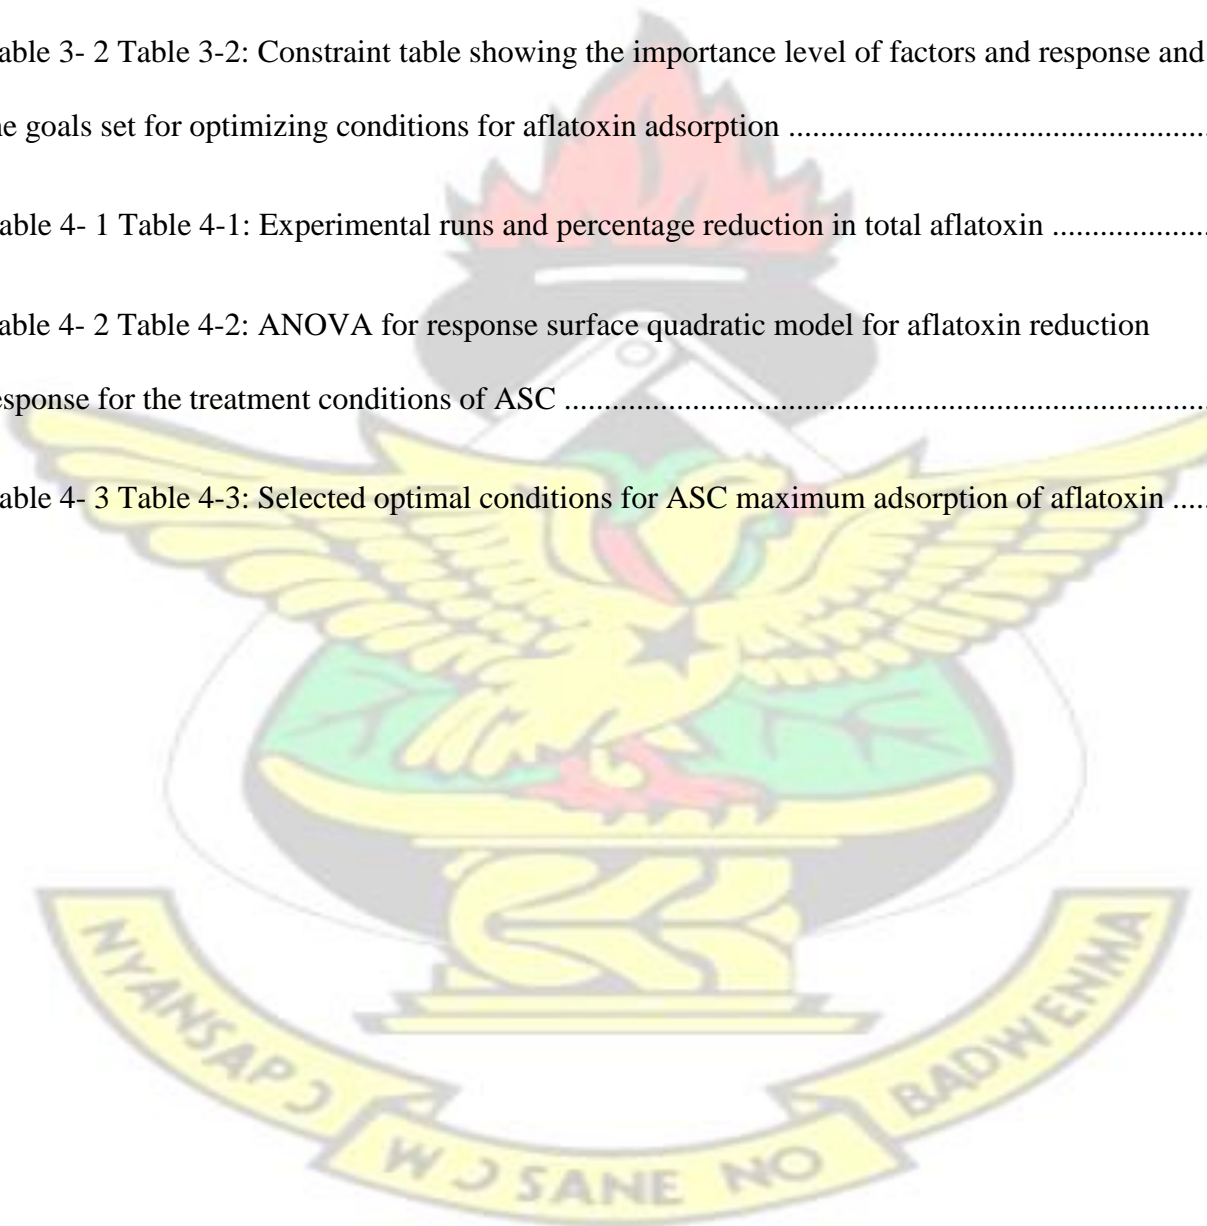 able 3- 2 Table 3-2: Constraint table showing the importance level of factors and response and
he goals set for optimizing conditions for aflatoxin adsorption ....................................................
able 4- 1 Table 4-1: Experimental runs and percentage reduction in total aflatoxin ...................
able 4- 2 Table 4-2: ANOVA for response surface quadratic model for aflatoxin reduction
esponse for the treatment conditions of ASC ................................................................................
able 4- 3 Table 4-3: Selected optimal conditions for ASC maximum adsorption of aflatoxin .....
NYANSAPƆ
WƆSANE NO
BADWENMA